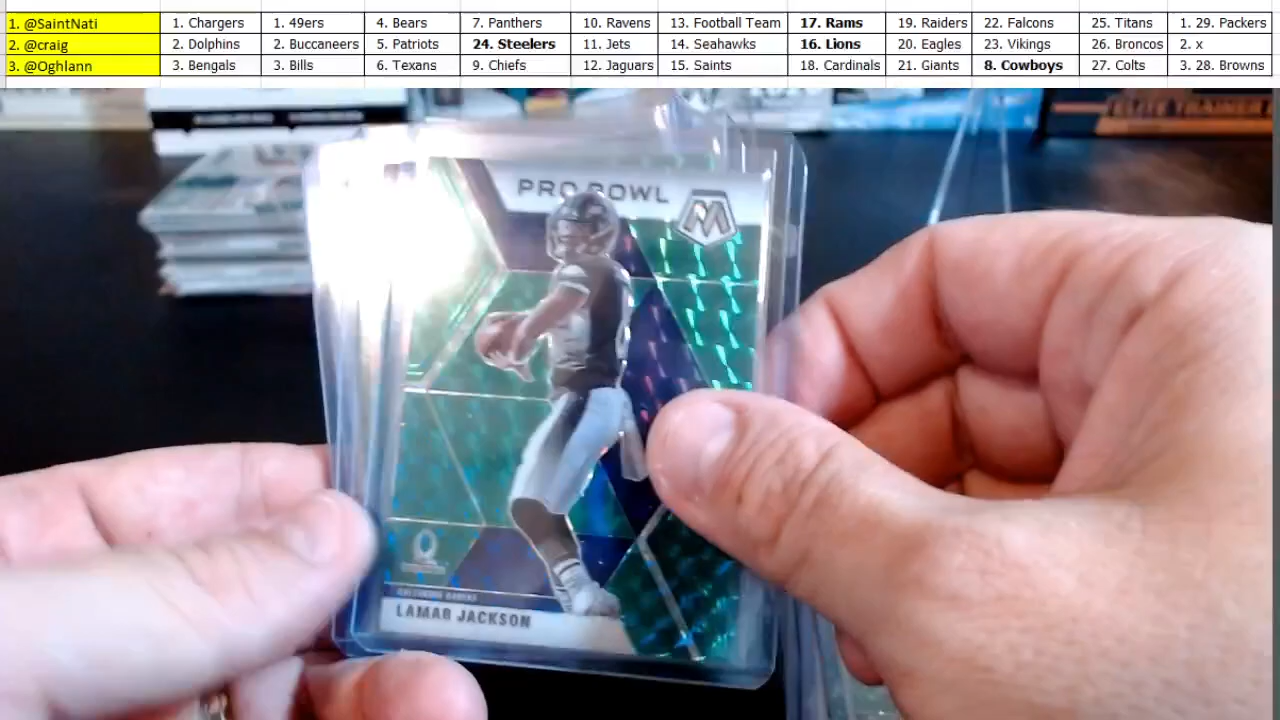 1. @SaintNati 1. Chargers 1. 49ers 4. Bears 7. Panthers 10. Ravens 13. Football Team 17. Rams 19. Raiders 22. Falcons 25. Titans 1. 29. Packers
2. @craig 2. Dolphins 2. Buccaneers 5. Patriots 24. Steelers 11. Jets 14. Seahawks 16. Lions 20. Eagles 23. Vikings 26. Broncos 2. x
3. @Oghlann 3. Bengals 3. Bills 6. Texans 9. Chiefs 12. Jaguars 15. Saints 18. Cardinals 21. Giants 8. Cowboys 27. Colts 3. 28. Browns
ELITE TRAINER
PRO BOWL
BALTIMORE RAVENS
LAMAR JACKSON